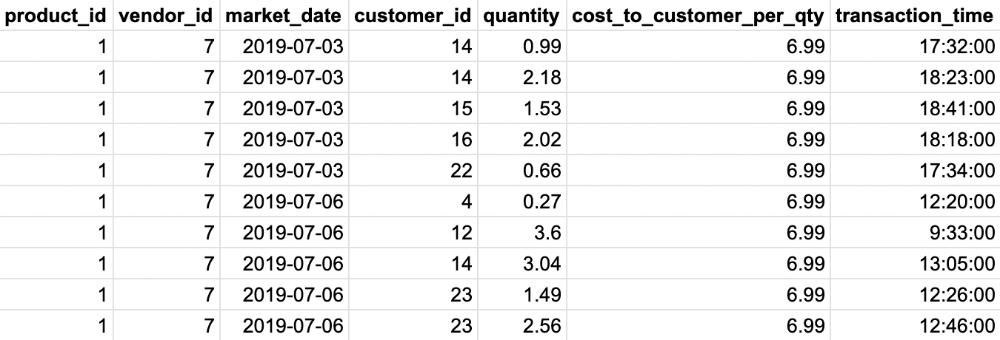 product_id vendor_id market_date customer_id quantity cost_to_customer_per_qty transaction_time
1 7 2019-07-03 14 0.99 6.99 17:32:00
1 7 2019-07-03 14 2.18 6.99 18:23:00
1 7 2019-07-03 15 1.53 6.99 18:41:00
1 7 2019-07-03 16 2.02 6.99 18:18:00
1 7 2019-07-03 22 0.66 6.99 17:34:00
1 7 2019-07-06 4 0.27 6.99 12:20:00
1 7 2019-07-06 12 3.6 6.99 9:33:00
1 7 2019-07-06 14 3.04 6.99 13:05:00
1 7 2019-07-06 23 1.49 6.99 12:26:00
1 7 2019-07-06 23 2.56 6.99 12:46:00